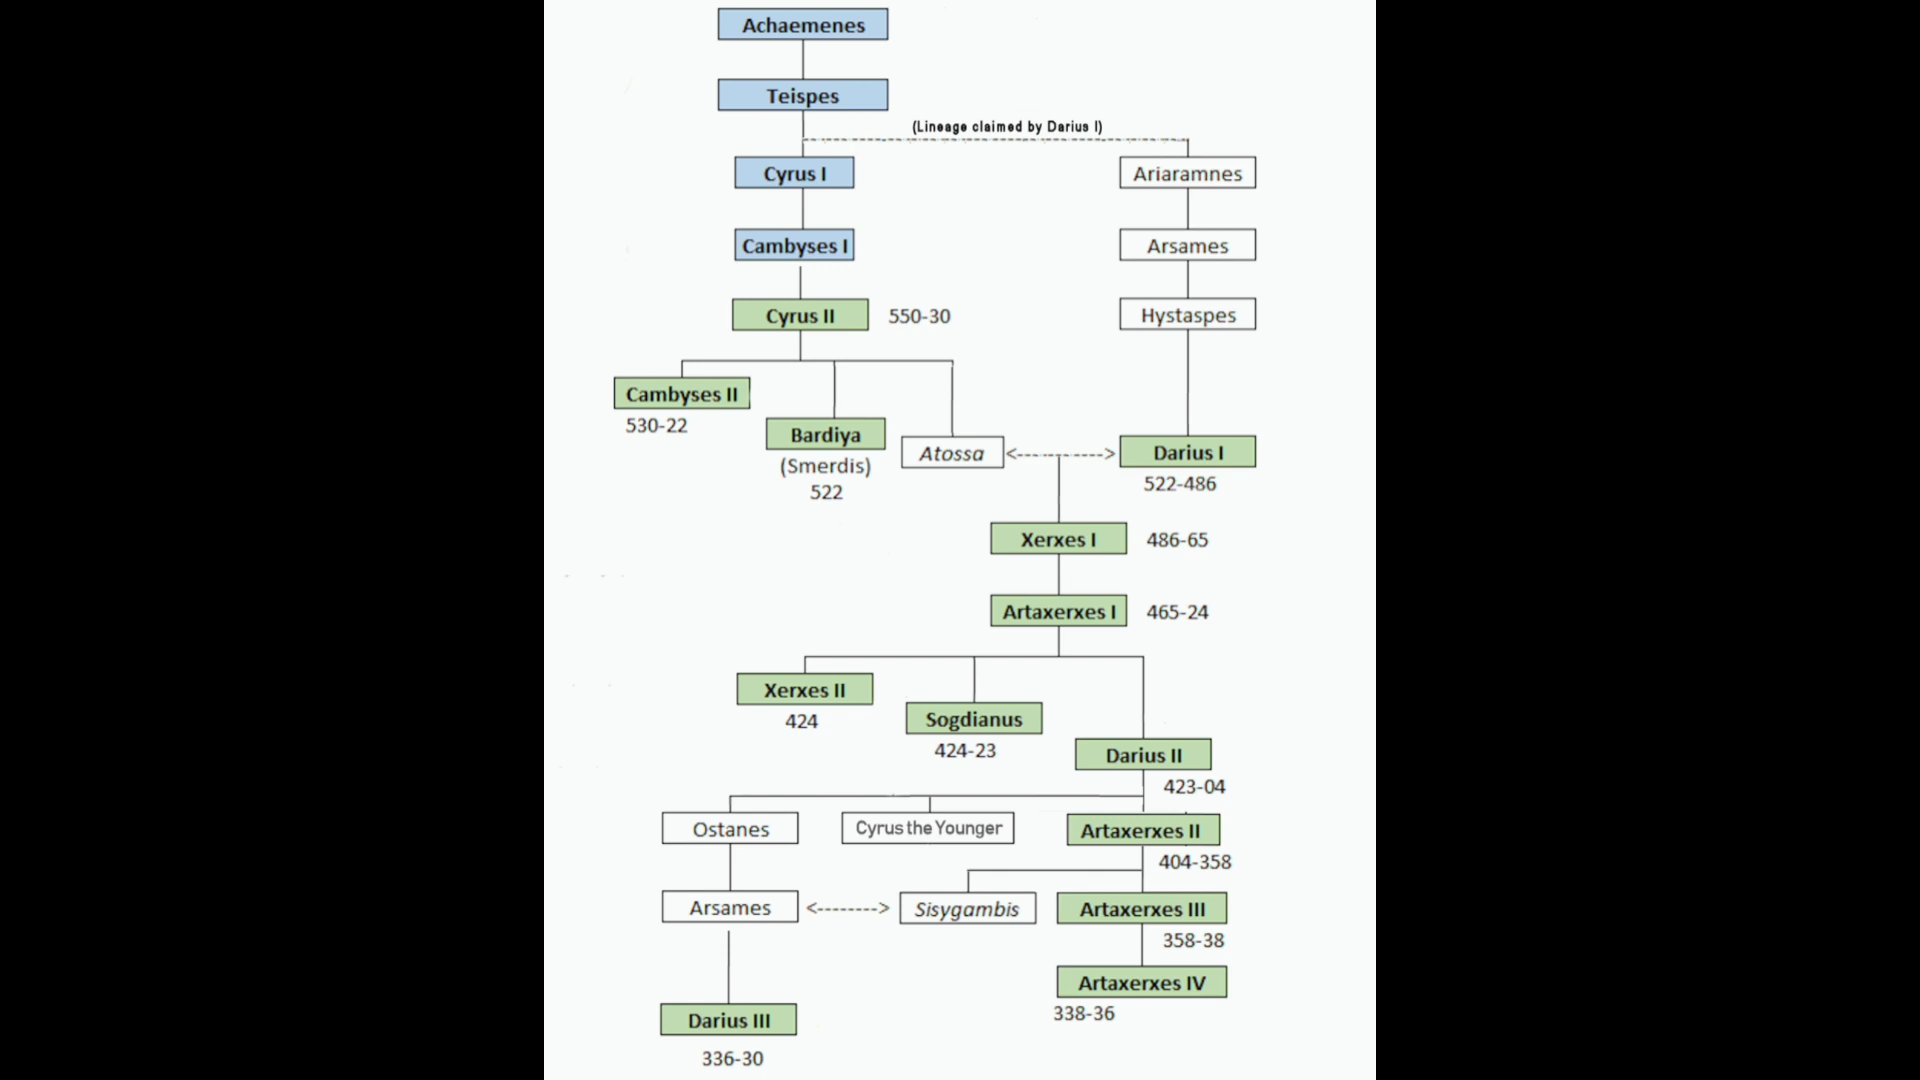 Achaemenes
Teispes
(Lineage claimed by Darius I)
Cyrus I
Ariaramnes
Cambyses I
Arsames
Cyrus II
550-30
Hystaspes
Cambyses II
530-22
Bardiya
(Smerdis)
522
Atossa
<-------------->
Darius I
522-486
Xerxes I
486-65
Artaxerxes I
465-24
Xerxes II
424
Sogdianus
424-23
Darius II
423-04
Ostanes
Cyrus the Younger
Artaxerxes II
404-358
Arsames
<-------->
Sisygambis
Artaxerxes III
358-38
Artaxerxes IV
338-36
Darius III
336-30